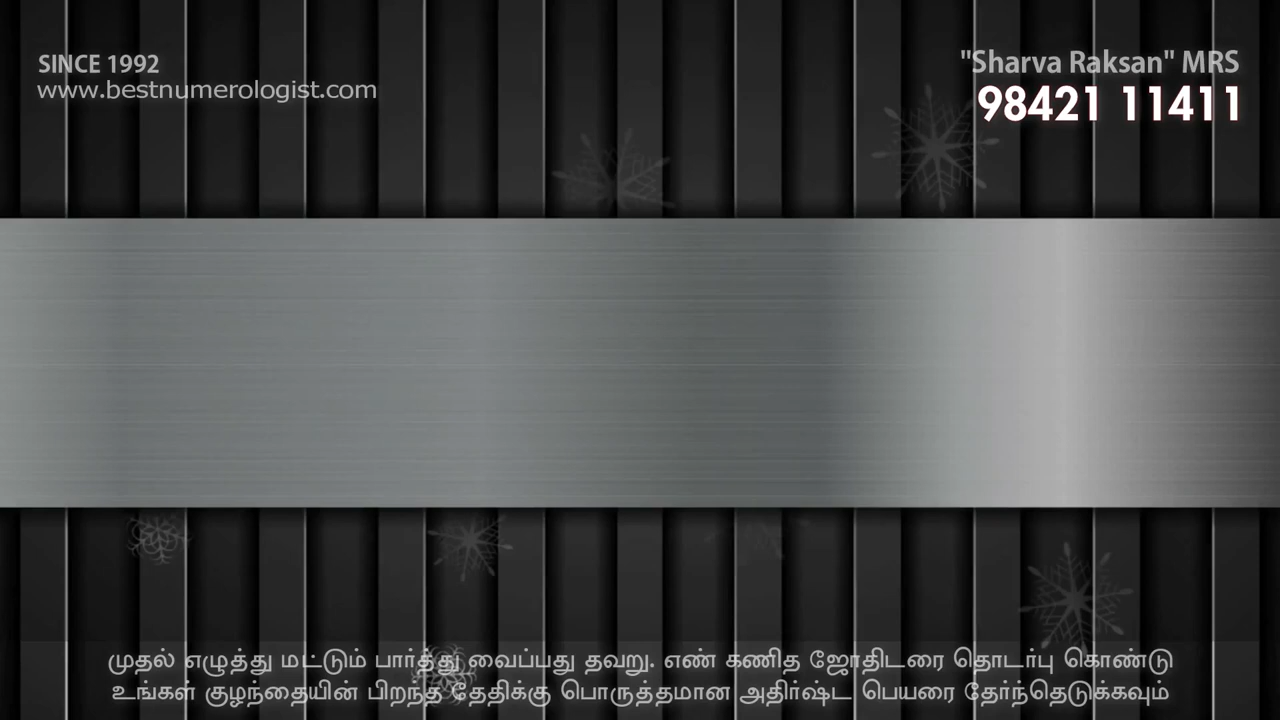 SINCE 1992
www.bestnumerologist.com
"Sharva Raksan" MRS
98421 11411
முதல் எழுத்து மட்டும் பார்த்து வைப்பது தவறு. எண் கணித ஜோதிடரை தொடர்பு கொண்டு
உங்கள் குழந்தையின் பிறந்த தேதிக்கு பொருத்தமான அதிர்ஷ்ட பெயரை தேர்ந்தெடுக்கவும்